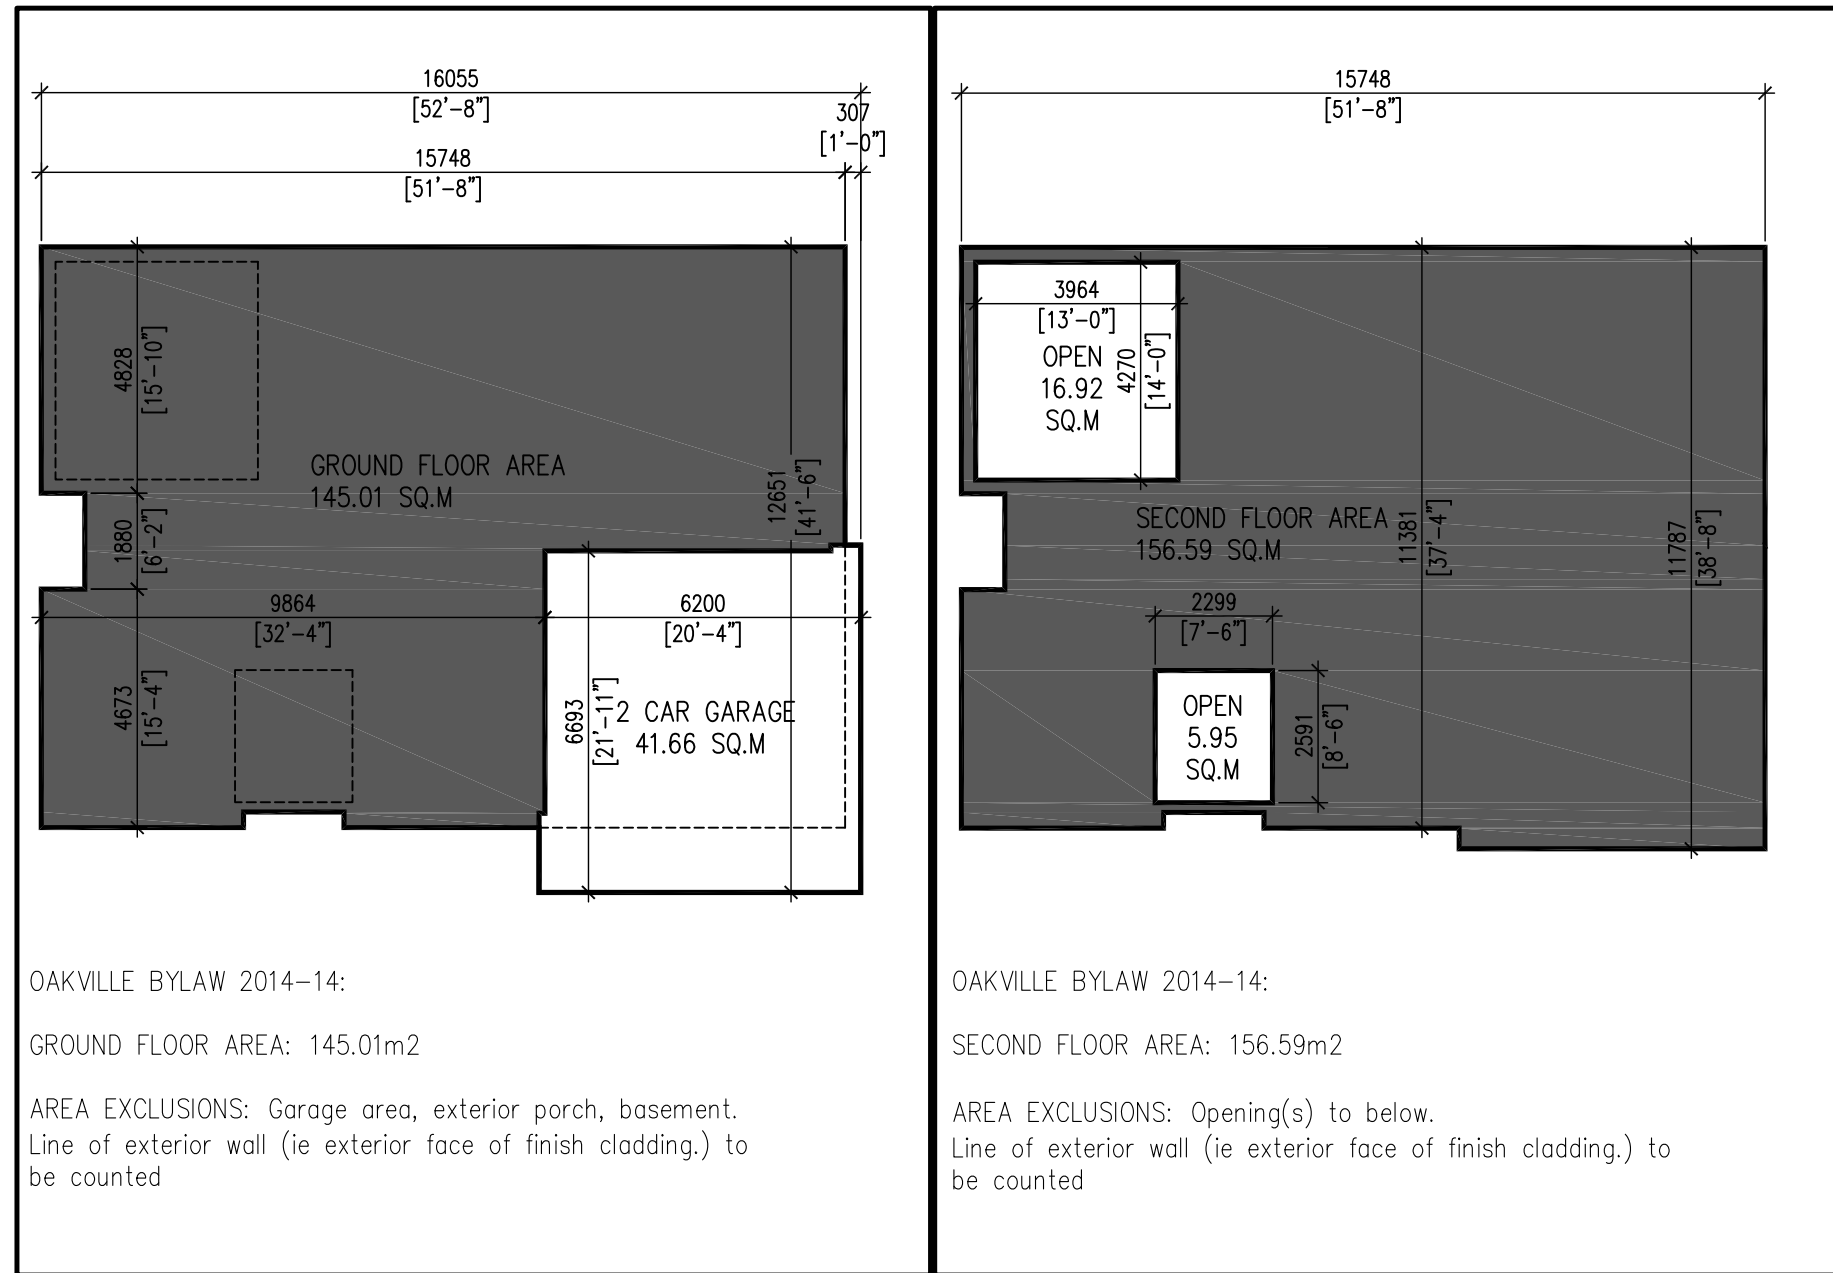 16055
[52'-8"]
307
[1'-0"]
15748
[51'-8"]
4828
[15'-10"]
GROUND FLOOR AREA
145.01 SQ.M
12651
[41'-6"]
1880
[6'-2"]
9864
[32'-4"]
6200
[20'-4"]
4673
[15'-4"]
6693
[21'-11"]
2 CAR GARAGE
41.66 SQ.M
OAKVILLE BYLAW 2014-14:
GROUND FLOOR AREA: 145.01m2
AREA EXCLUSIONS: Garage area, exterior porch, basement.
Line of exterior wall (ie exterior face of finish cladding.) to
be counted
15748
[51'-8"]
3964
[13'-0"]
OPEN
16.92
SQ.M
4270
[14'-0"]
SECOND FLOOR AREA
156.59 SQ.M
11381
[37'-4"]
11787
[38'-8"]
2299
[7'-6"]
OPEN
5.95
SQ.M
2591
[8'-6"]
OAKVILLE BYLAW 2014-14:
SECOND FLOOR AREA: 156.59m2
AREA EXCLUSIONS: Opening(s) to below.
Line of exterior wall (ie exterior face of finish cladding.) to
be counted